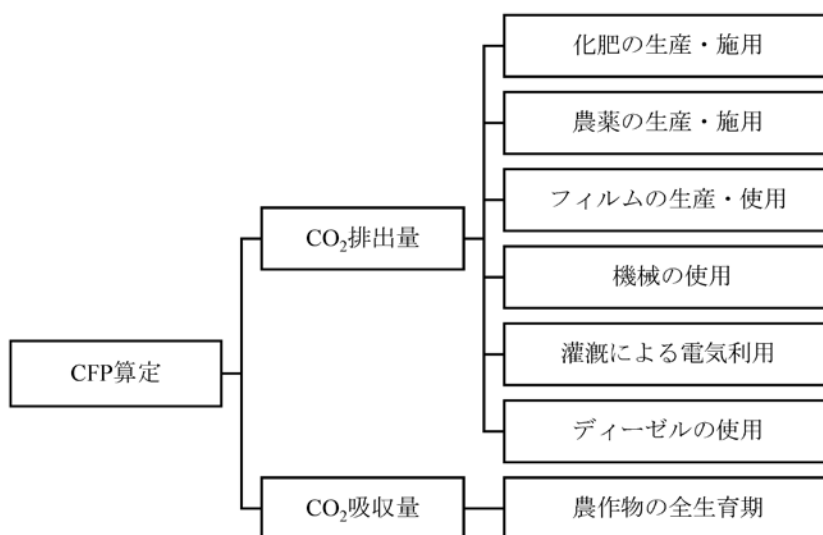 化肥の生産・施用
農薬の生産・施用
フィルムの生産・使用
CO₂排出量
機械の使用
CFP算定
灌漑による電気利用
ディーゼルの使用
CO₂吸収量
農作物の全生育期